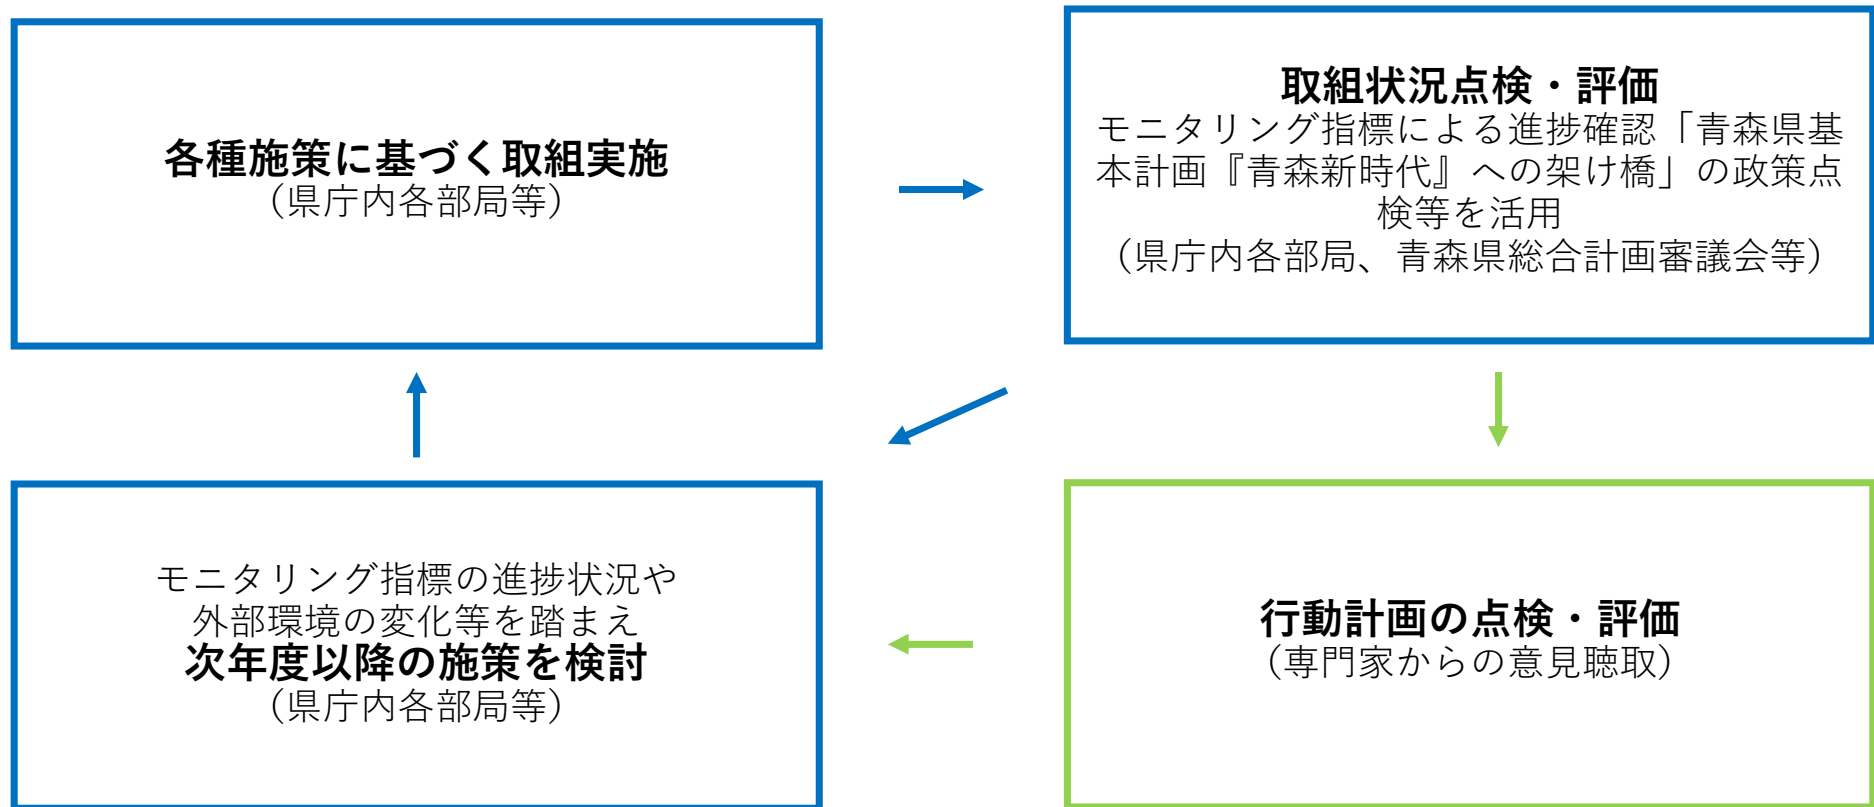 各種施策に基づく取組実施
（県庁内各部局等）
取組状況点検・評価
モニタリング指標による進捗確認「青森県基
本計画『青森新時代』への架け橋」の政策点
検等を活用
（県庁内各部局、青森県総合計画審議会等）
モニタリング指標の進捗状況や
外部環境の変化等を踏まえ
次年度以降の施策を検討
（県庁内各部局等）
行動計画の点検・評価
（専門家からの意見聴取）